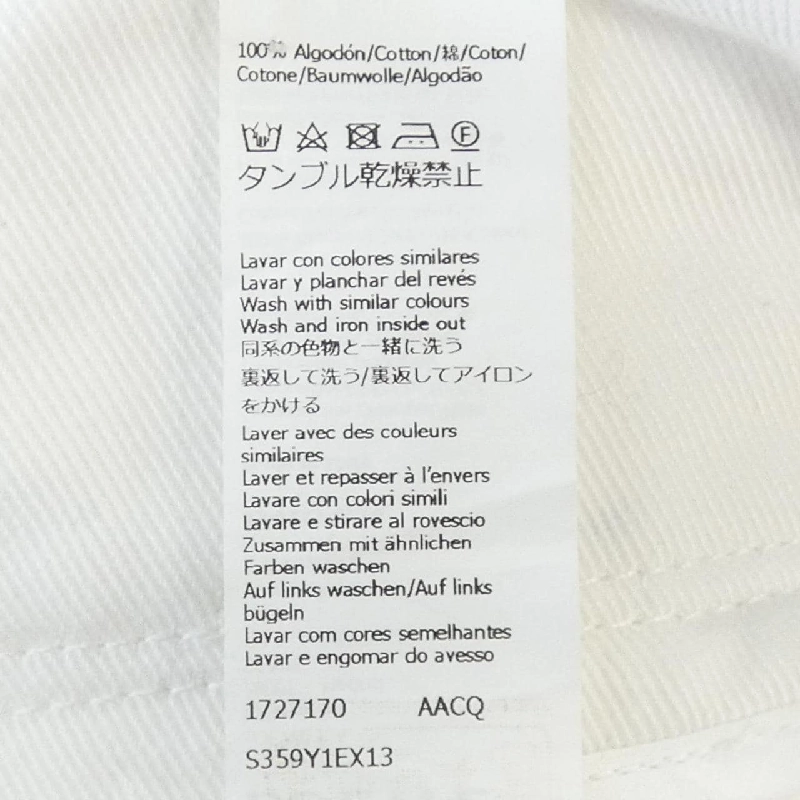 100% Algodón/Cotton/綿/Coton/
Cotone/Baumwolle/Algodão
F
タンブル乾燥禁止
Lavar con colores similares
Lavar y planchar del revés
Wash with similar colours
Wash and iron inside out
同系の色物と一緒に洗う
裏返して洗う/裏返してアイロン
をかける
Laver avec des couleurs
similaires
Laver et repasser à l'envers
Lavare con colori simili
Lavare e stirare al rovescio
Zusammen mit ähnlichen
Farben waschen
Auf links waschen/Auf links
bügeln
Lavar com cores semelhantes
Lavar e engomar do avesso
1727170 AACQ
S359Y1EX13